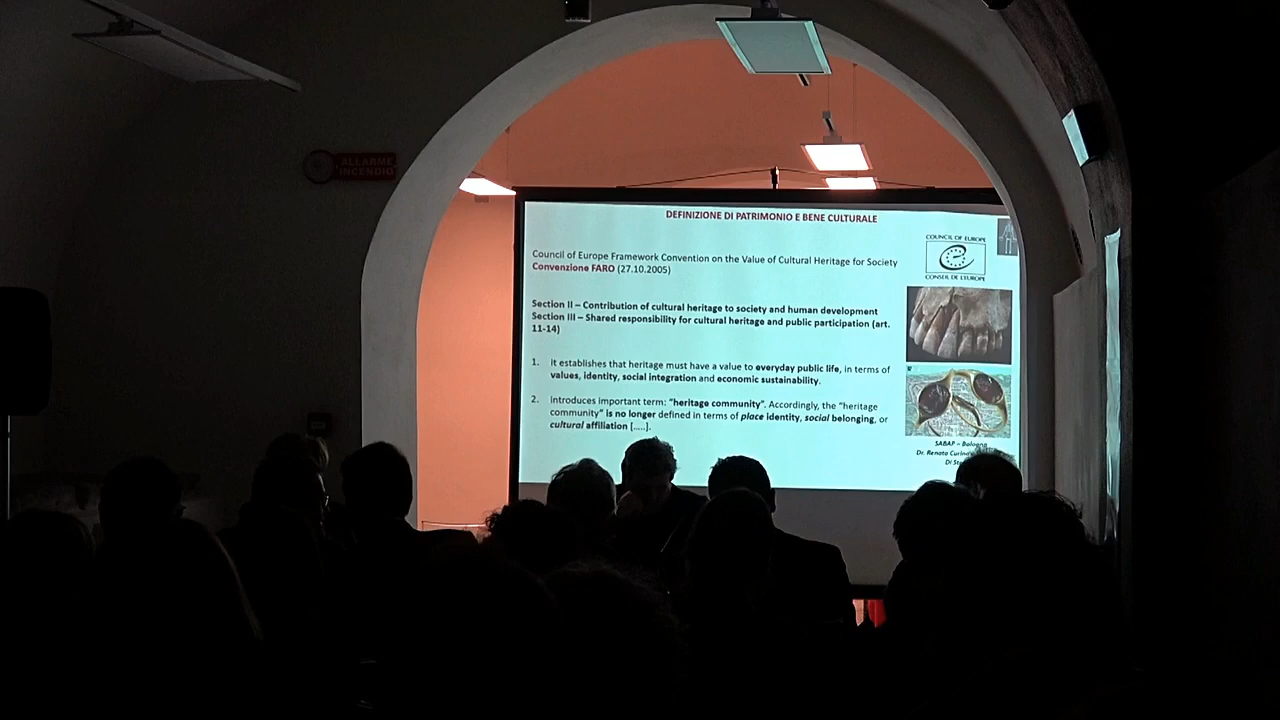 ALLARME
INCENDIO
DEFINIZIONE DI PATRIMONIO E BENE CULTURALE
COUNCIL OF EUROPE
CONSEIL DE L'EUROPE
Council of Europe Framework Convention on the Value of Cultural Heritage for Society
Convenzione FARO (27.10.2005)
Section II – Contribution of cultural heritage to society and human development
Section III – Shared responsibility for cultural heritage and public participation (art.
11-14)
1. It establishes that heritage must have a value to everyday public life, in terms of
values, identity, social integration and economic sustainability.
2. introduces important term: "heritage community". Accordingly, the "heritage
community" is no longer defined in terms of place identity, social belonging, or
cultural affiliation [.....].
SABAP – Bologna
Dr. Renato
Di